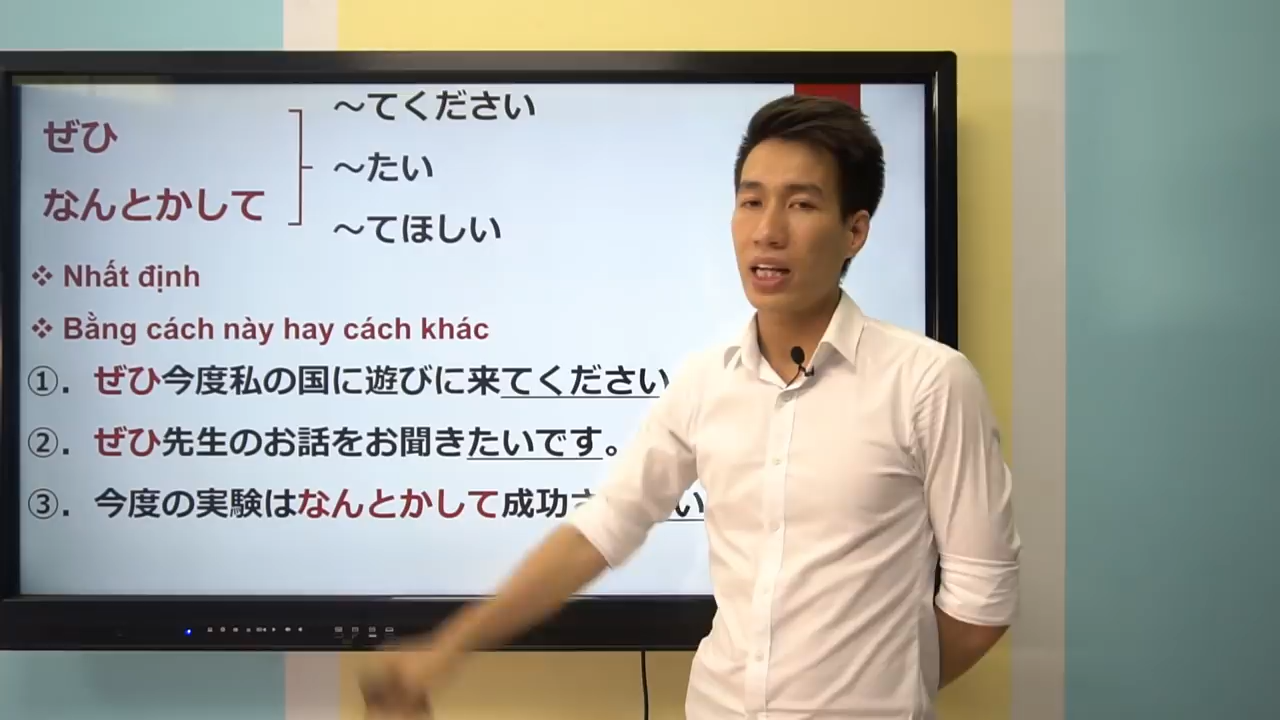 ぜひ
なんとかして
～てください
～たい
～てほしい
❖ Nhất định
❖ Bằng cách này hay cách khác
①. ぜひ今度私の国に遊びに来てください
②. ぜひ先生のお話をお聞きたいです。
③. 今度の実験はなんとかして成功さ い